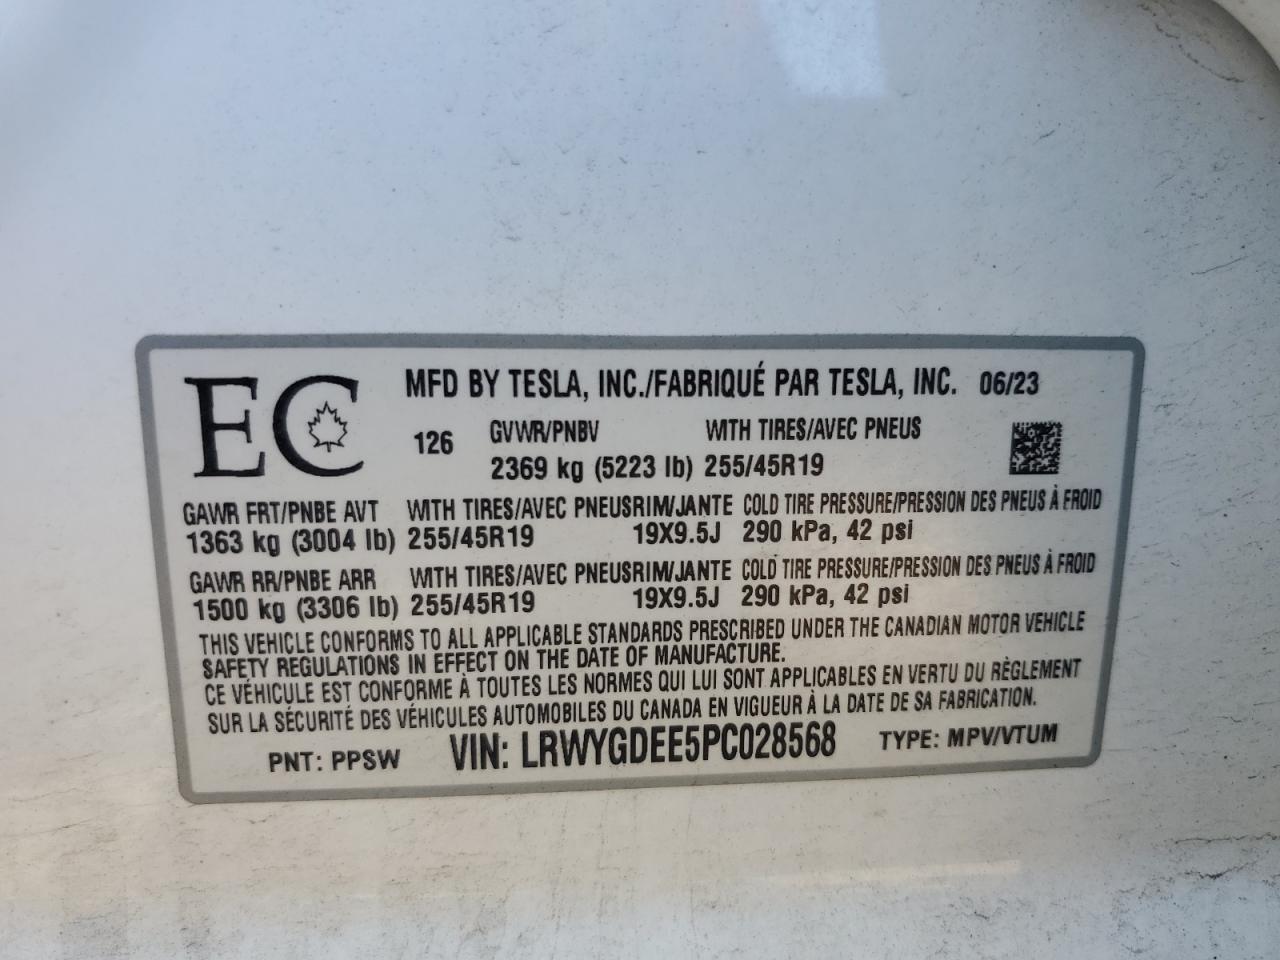 EC
MFD BY TESLA, INC./FABRIQUÉ PAR TESLA, INC. 06/23
126
GVWR/PNBV WITH TIRES/AVEC PNEUS
2369 kg (5223 lb) 255/45R19
GAWR FRT/PNBE AVT WITH TIRES/AVEC PNEUSRIM/JANTE COLD TIRE PRESSURE/PRESSION DES PNEUS À FROID
1363 kg (3004 lb) 255/45R19 19X9.5J 290 kPa, 42 psi
GAWR RR/PNBE ARR WITH TIRES/AVEC PNEUSRIM/JANTE COLD TIRE PRESSURE/PRESSION DES PNEUS À FROID
1500 kg (3306 lb) 255/45R19 19X9.5J 290 kPa, 42 psi
THIS VEHICLE CONFORMS TO ALL APPLICABLE STANDARDS PRESCRIBED UNDER THE CANADIAN MOTOR VEHICLE
SAFETY REGULATIONS IN EFFECT ON THE DATE OF MANUFACTURE.
CE VÉHICULE EST CONFORME À TOUTES LES NORMES QUI LUI SONT APPLICABLES EN VERTU DU RÈGLEMENT
SUR LA SÉCURITÉ DES VÉHICULES AUTOMOBILES DU CANADA EN VIGUEUR À LA DATE DE SA FABRICATION.
PNT: PPSW VIN: LRWYGDEE5PC028568 TYPE: MPV/VTUM